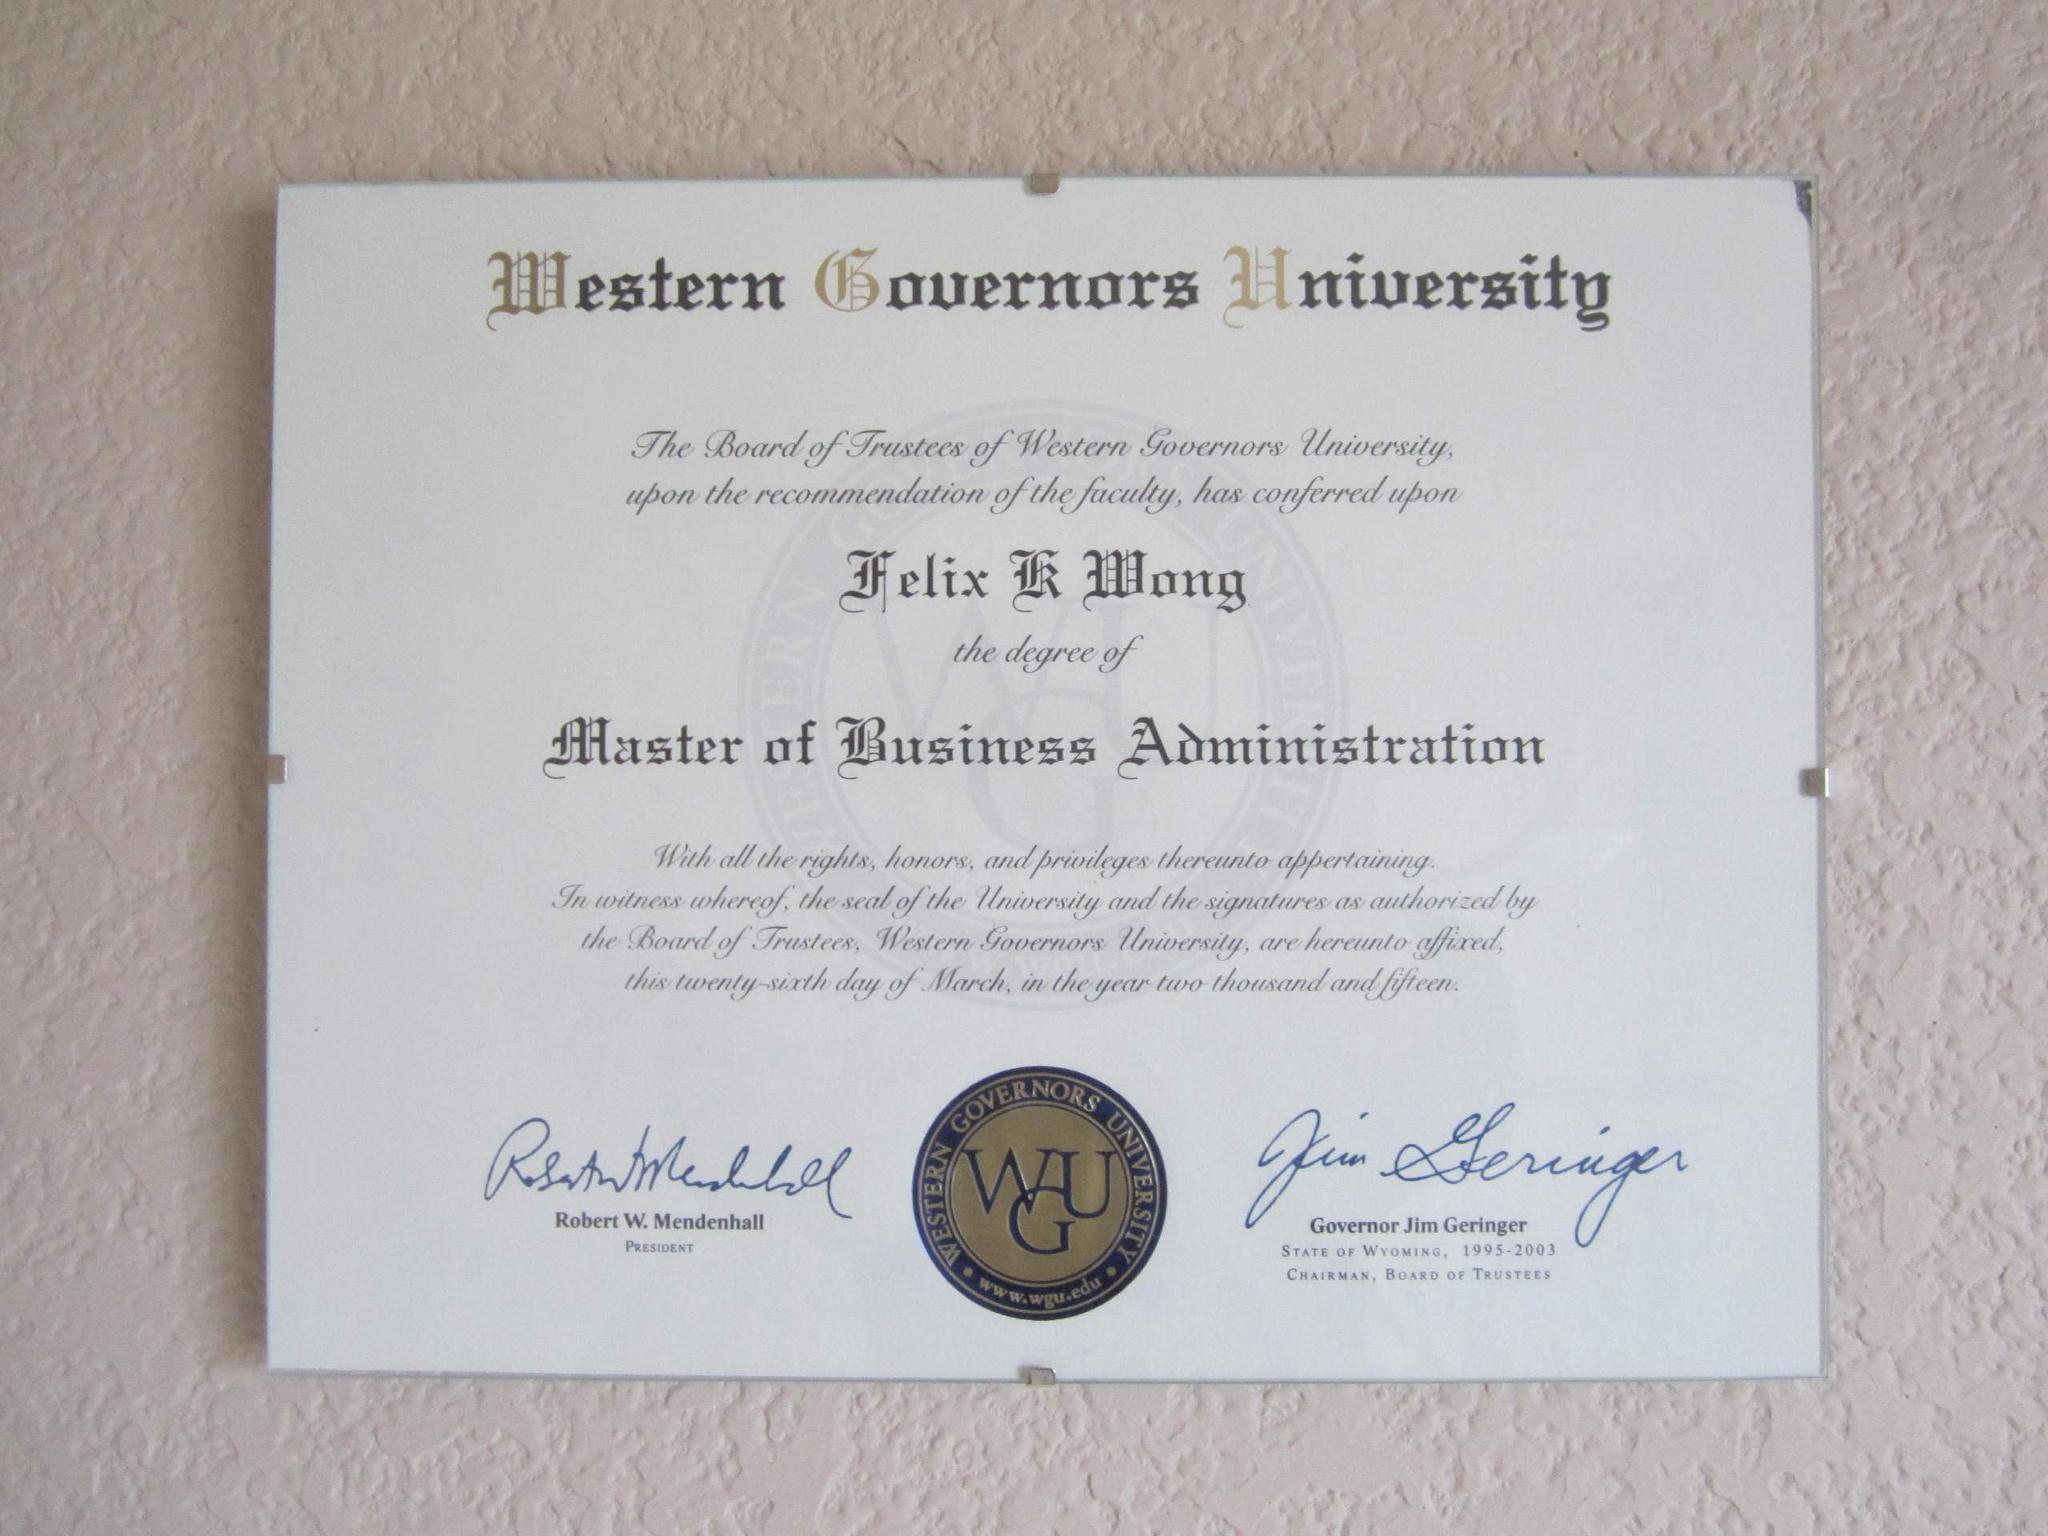 Western Governors University
The Board of Trustees of Western Governors University,
upon the recommendation of the faculty, has conferred upon
Felix K Wong
the degree of
Master of Business Administration
With all the rights, honors, and privileges thereunto appertaining.
In witness whereof, the seal of the University and the signatures as authorized by
the Board of Trustees, Western Governors University, are hereunto affixed,
this twenty-sixth day of March, in the year two thousand and fifteen.
Robert W. Mendenhall
Robert W. Mendenhall
PRESIDENT
WESTERN GOVERNORS UNIVERSITY
WGU
• www.wgu.edu •
Jim Geringer
Governor Jim Geringer
STATE OF WYOMING, 1995-2003
CHAIRMAN, BOARD OF TRUSTEES